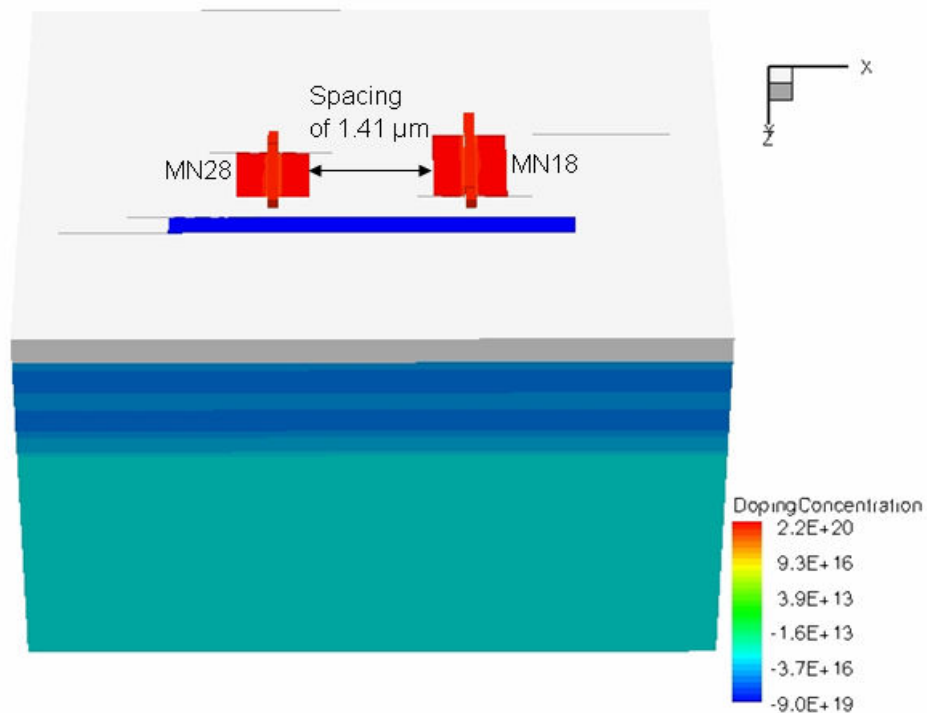 X
Y
Z
Spacing
of 1.41 µm
MN28
MN18
DopingConcentration
2.2E+20
9.3E+16
3.9E+13
-1.6E+13
-3.7E+16
-9.0E+19